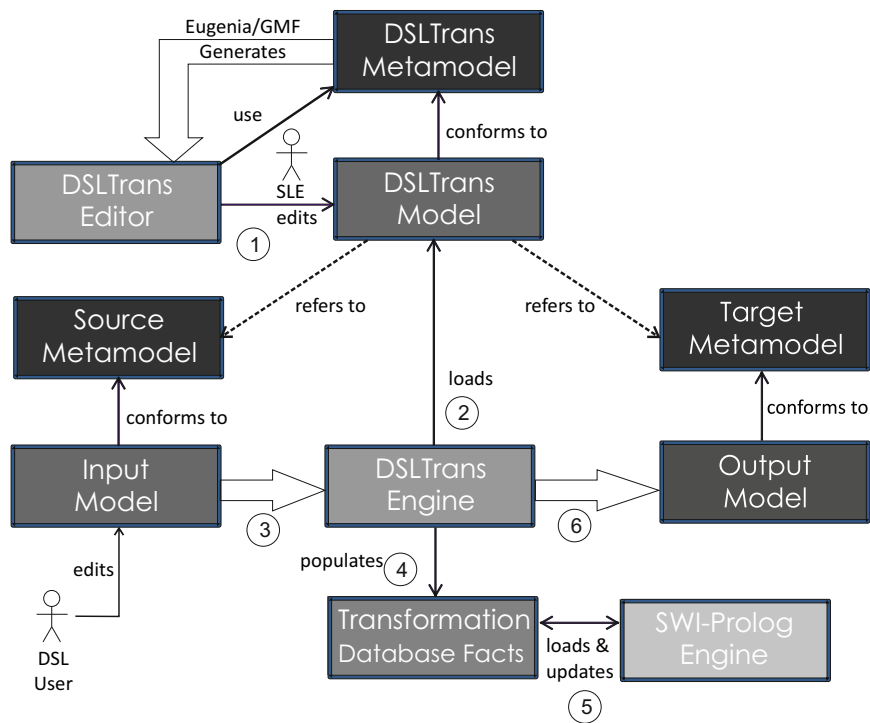 Eugenia/GMF
Generates
DSLTrans
Metamodel
use
conforms to
SLE
edits
DSLTrans
Editor
1
DSLTrans
Model
refers to
refers to
Source
Metamodel
Target
Metamodel
loads
2
conforms to
conforms to
Input
Model
3
DSLTrans
Engine
6
Output
Model
edits
populates
4
DSL
User
Transformation
Database Facts
loads &
updates
5
SWI-Prolog
Engine